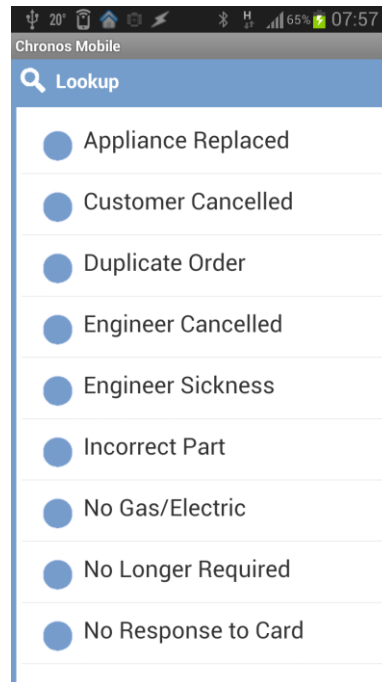 20° H 65% 07:57
Chronos Mobile
Lookup
Appliance Replaced
Customer Cancelled
Duplicate Order
Engineer Cancelled
Engineer Sickness
Incorrect Part
No Gas/Electric
No Longer Required
No Response to Card